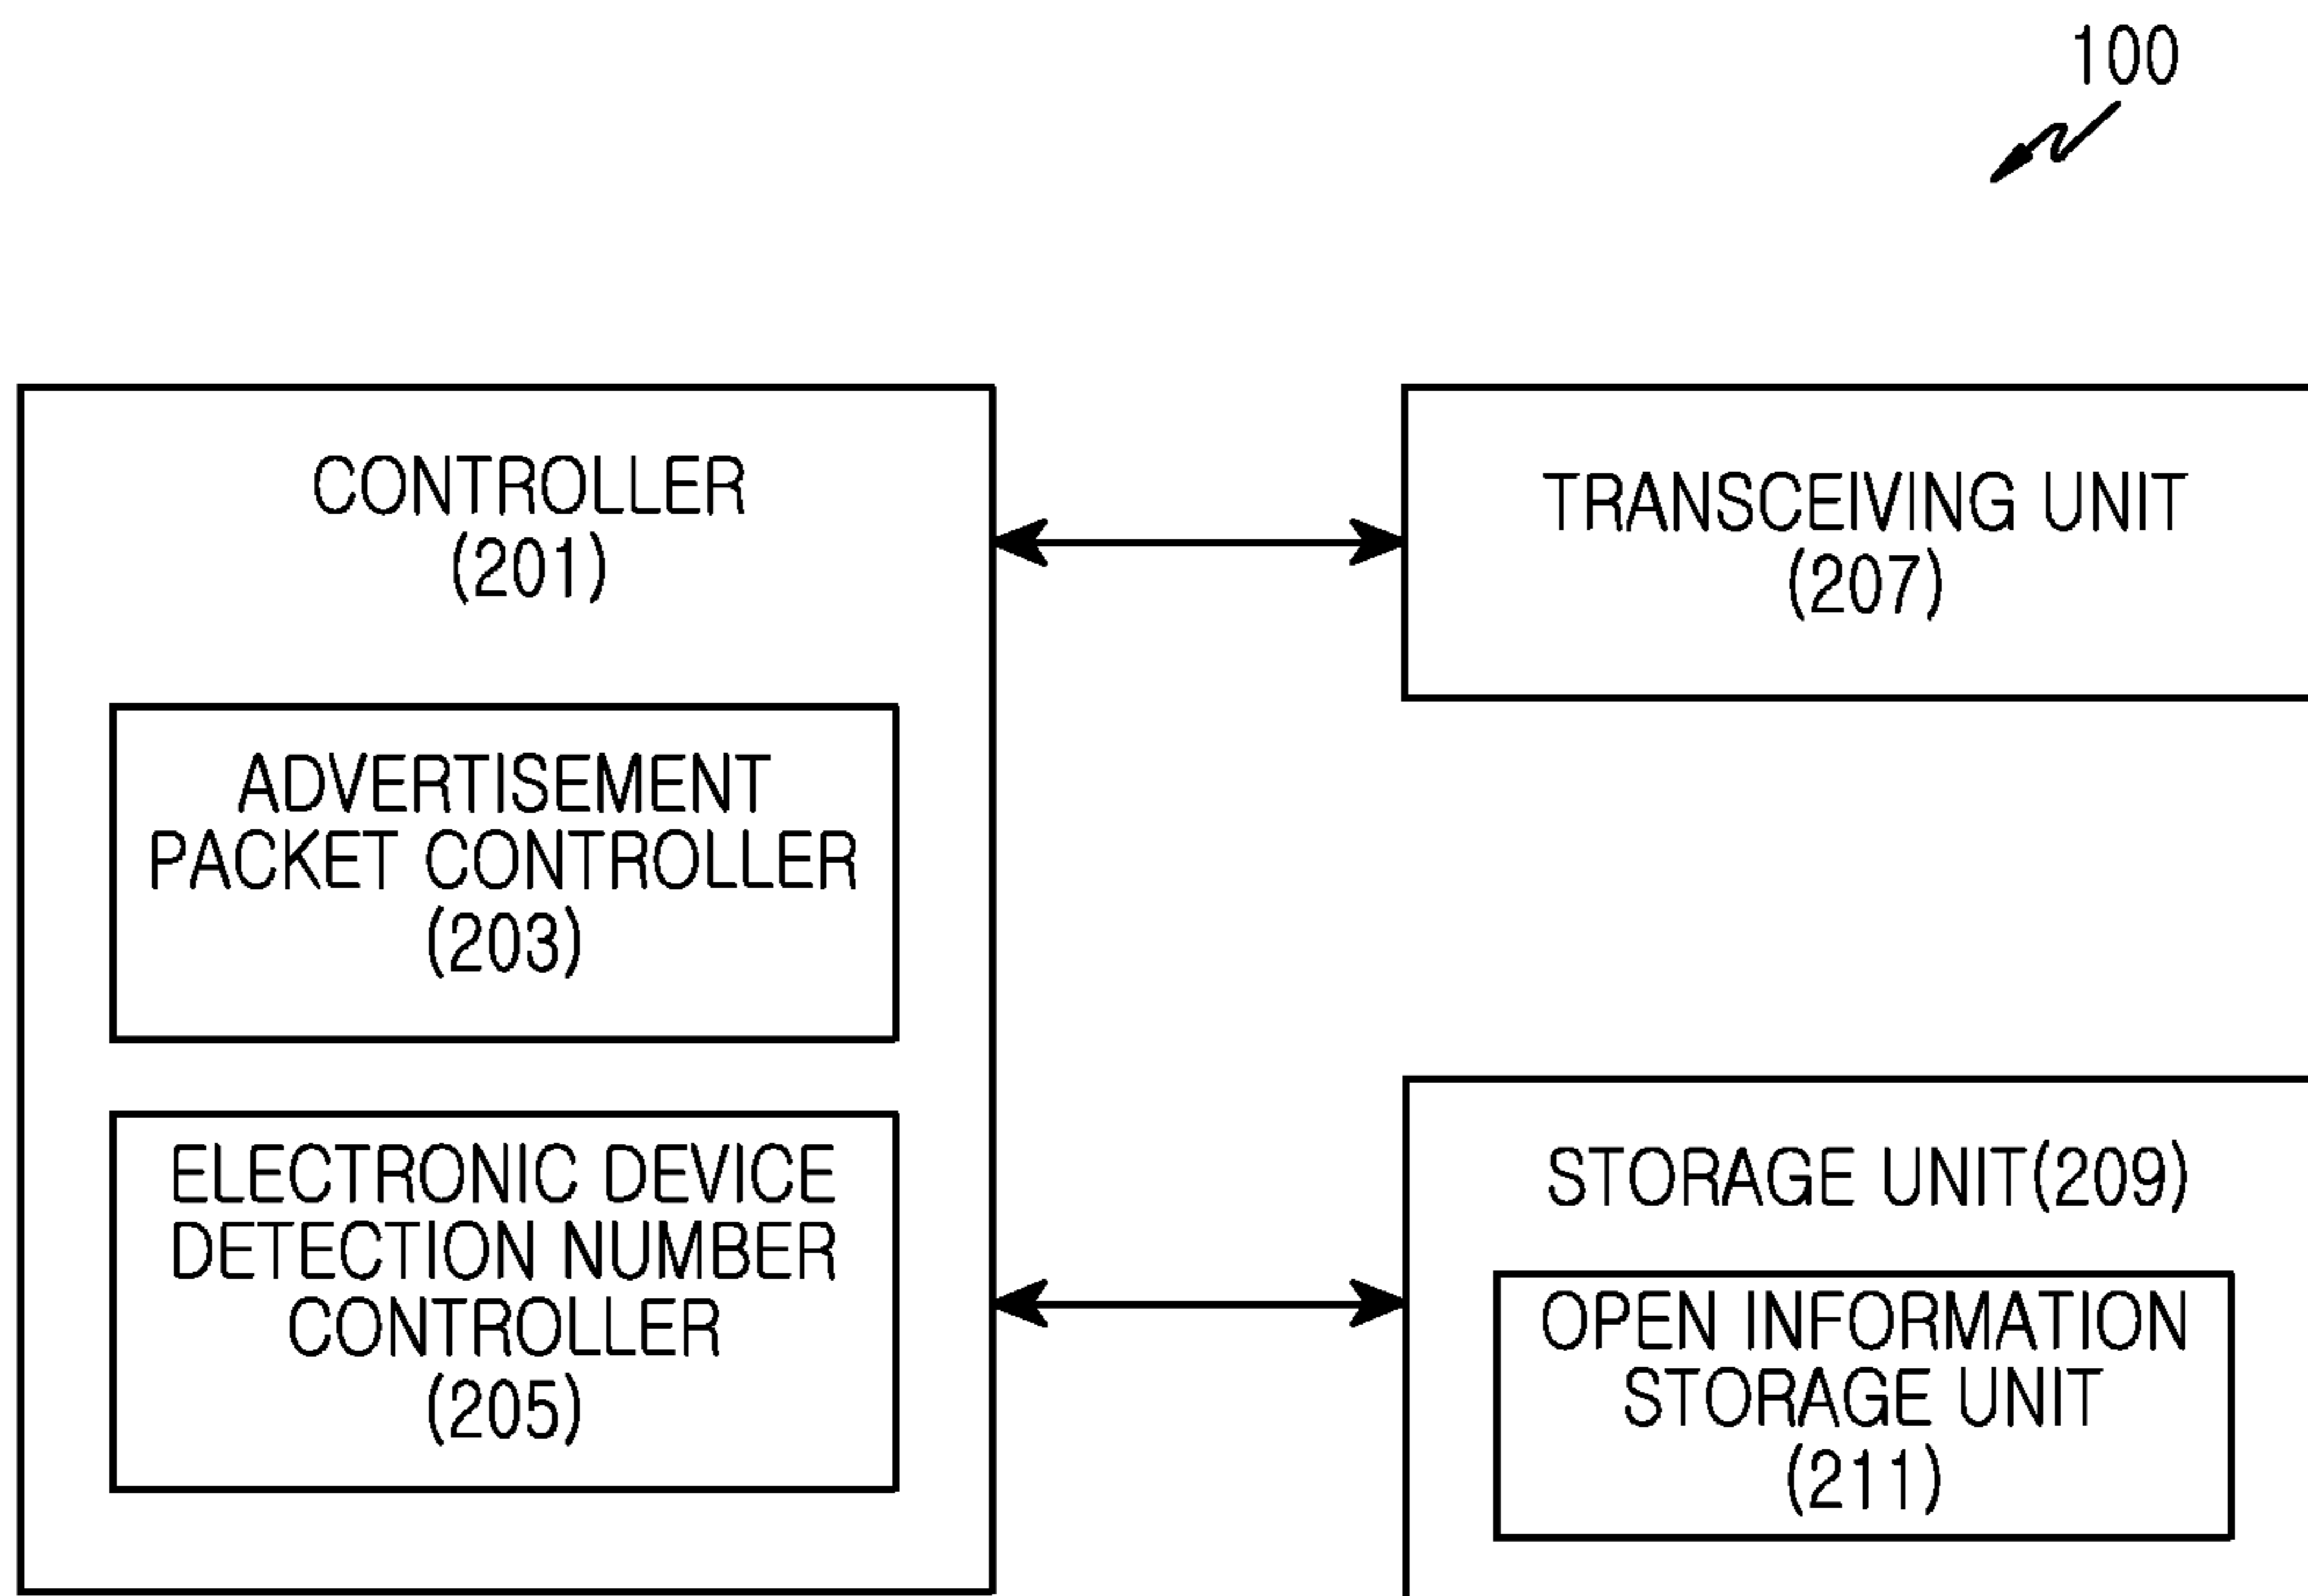 100
CONTROLLER
(201)
ADVERTISEMENT
PACKET CONTROLLER
(203)
ELECTRONIC DEVICE
DETECTION NUMBER
CONTROLLER
(205)
TRANSCEIVING UNIT
(207)
STORAGE UNIT(209)
OPEN INFORMATION
STORAGE UNIT
(211)